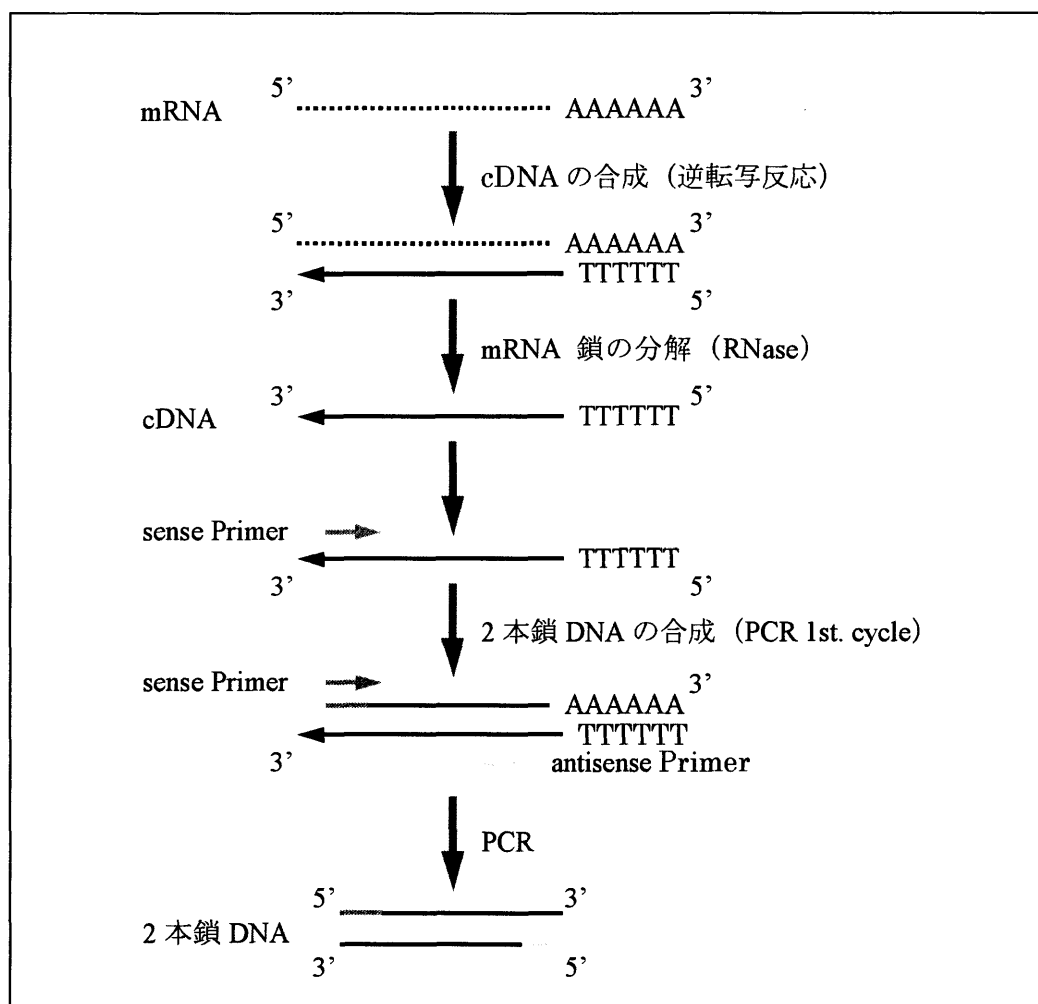 5’ 3’
mRNA AAAAAA
cDNA の合成（逆転写反応）
5’ 3’
AAAAAA
TTTTTT
3’ 5’
mRNA 鎖の分解（RNase）
3’ 5’
cDNA TTTTTT
sense Primer
TTTTTT
3’ 5’
2 本鎖 DNA の合成（PCR 1st. cycle）
sense Primer 3’
AAAAAA
TTTTTT
3’ antisense Primer
PCR
5’ 3’
2 本鎖 DNA
3’ 5’